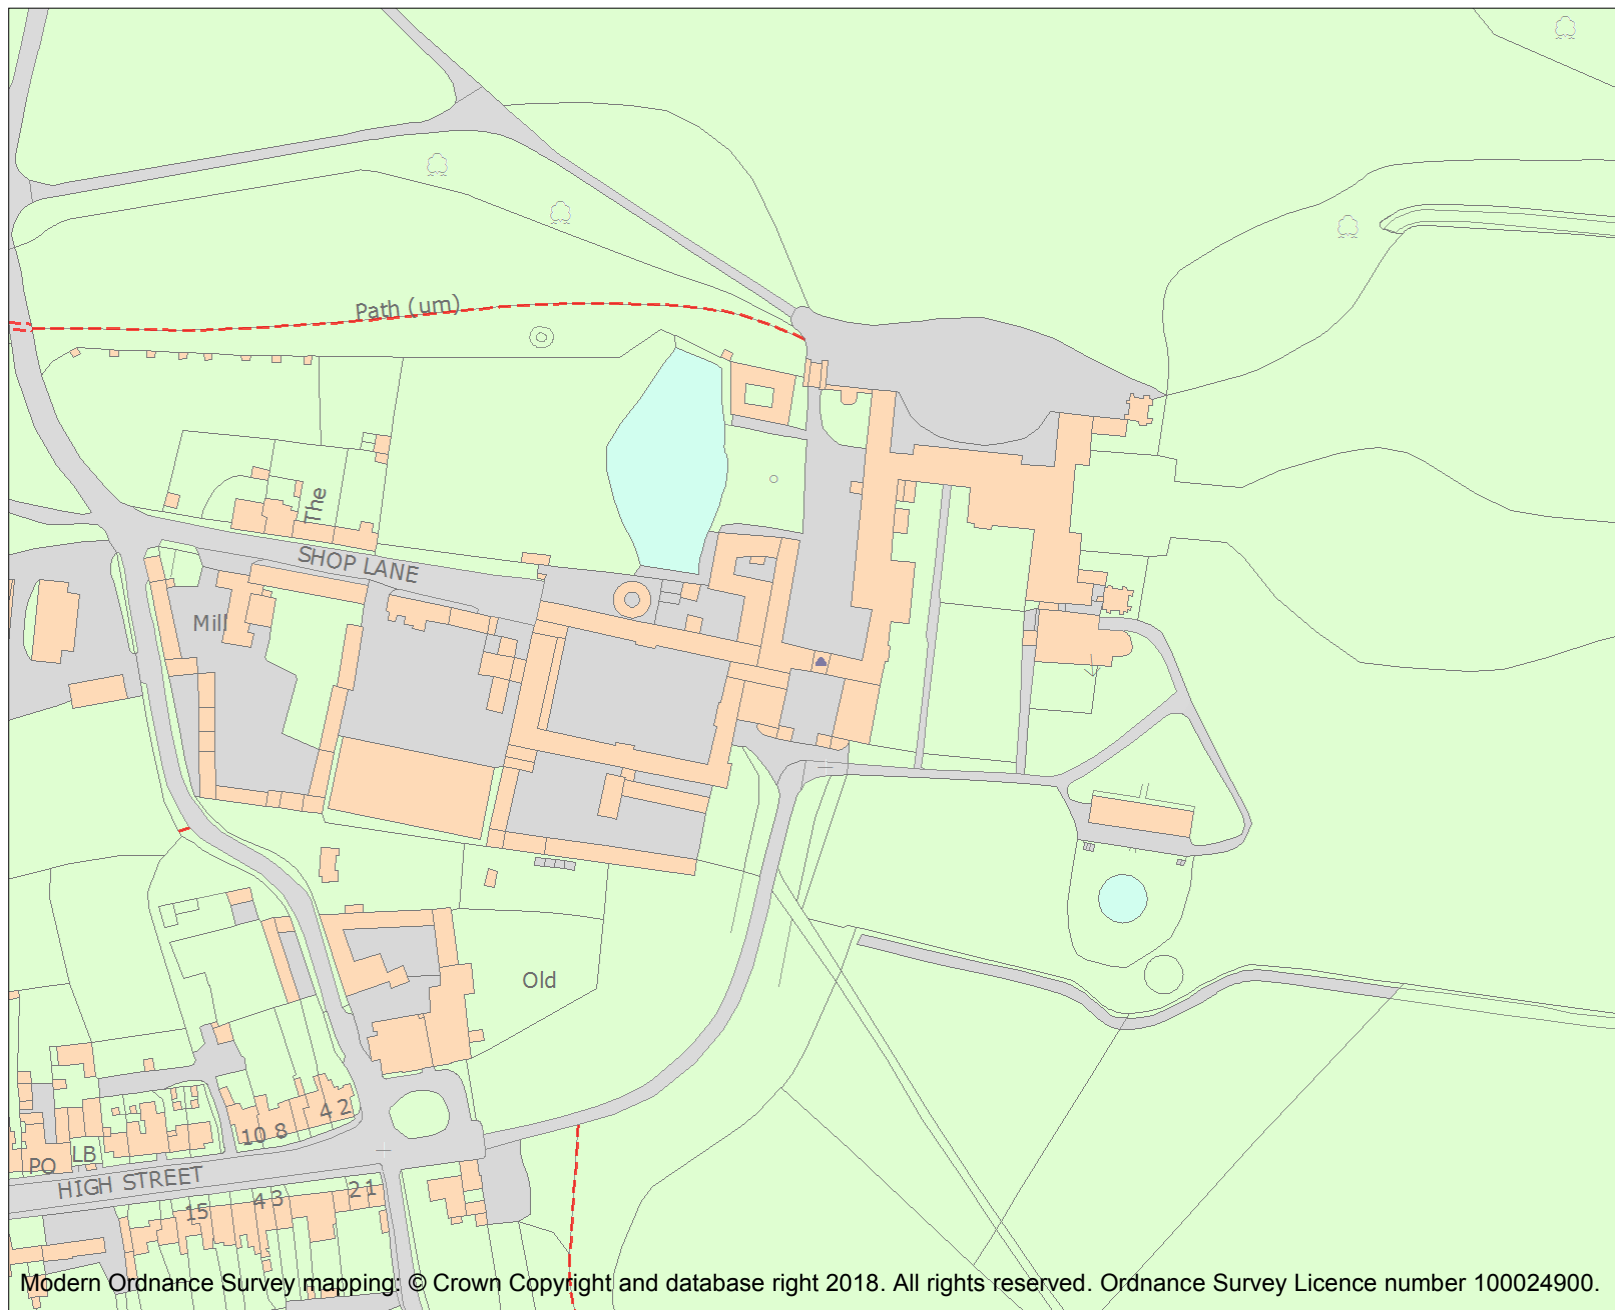 Path (um)
The
SHOP LANE
Mill
Old
4 2
10 8
LB
PO
HIGH STREET
2 1
4 3
15
Modern Ordnance Survey mapping: © Crown Copyright and database right 2018. All rights reserved. Ordnance Survey Licence number 100024900.